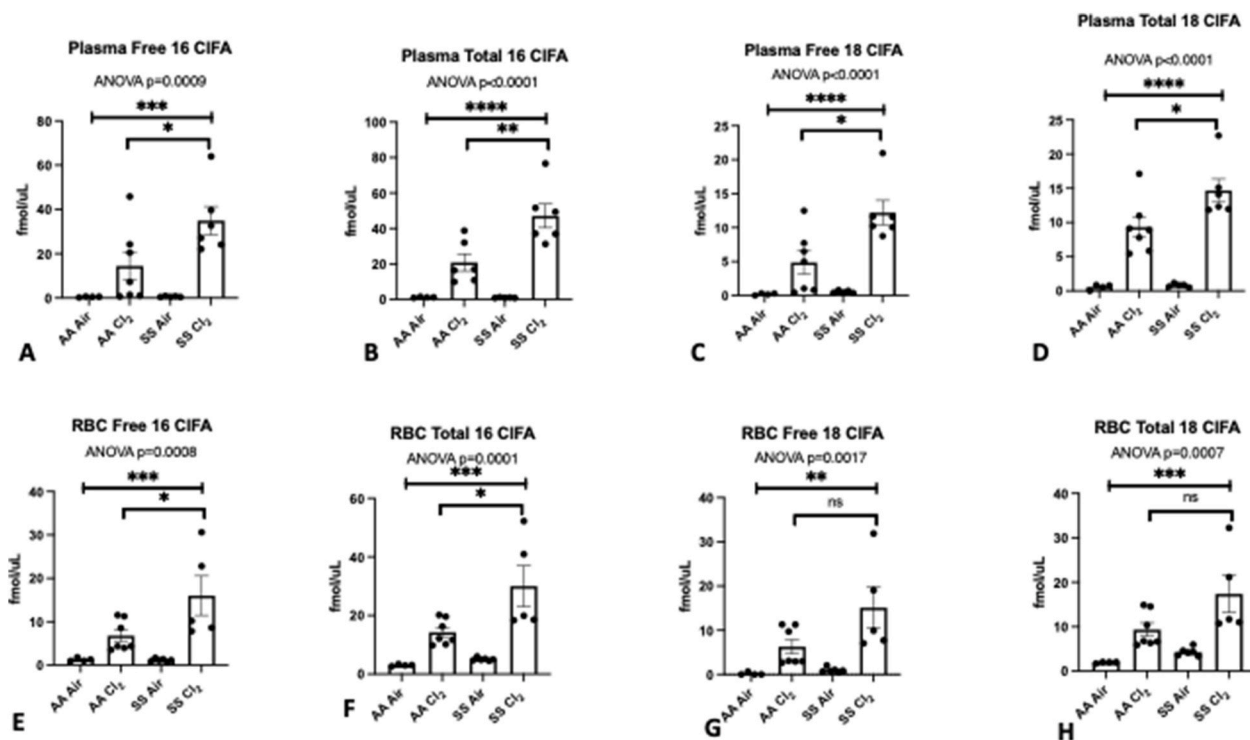 Plasma Free 16 ClFA
ANOVA p=0.0009
***
*
80
60
40
20
0
fmol/uL
AA Air
AA Cl2
SS Air
SS Cl2
A
Plasma Total 16 ClFA
ANOVA p<0.0001
****
**
100
80
60
40
20
0
fmol/uL
AA Air
AA Cl2
SS Air
SS Cl2
B
Plasma Free 18 ClFA
ANOVA p<0.0001
****
*
25
20
15
10
5
0
fmol/uL
AA Air
AA Cl2
SS Air
SS Cl2
C
Plasma Total 18 ClFA
ANOVA p<0.0001
****
*
25
20
15
10
5
0
fmol/uL
AA Air
AA Cl2
SS Air
SS Cl2
D
RBC Free 16 ClFA
ANOVA p=0.0008
***
*
40
30
20
10
0
fmol/uL
AA Air
AA Cl2
SS Air
SS Cl2
E
RBC Total 16 ClFA
ANOVA p=0.0001
***
*
60
40
20
0
fmol/uL
AA Air
AA Cl2
SS Air
SS Cl2
F
RBC Free 18 ClFA
ANOVA p=0.0017
**
ns
40
30
20
10
0
fmol/uL
AA Air
AA Cl2
SS Air
SS Cl2
G
RBC Total 18 ClFA
ANOVA p=0.0007
***
ns
40
30
20
10
0
fmol/uL
AA Air
AA Cl2
SS Air
SS Cl2
H